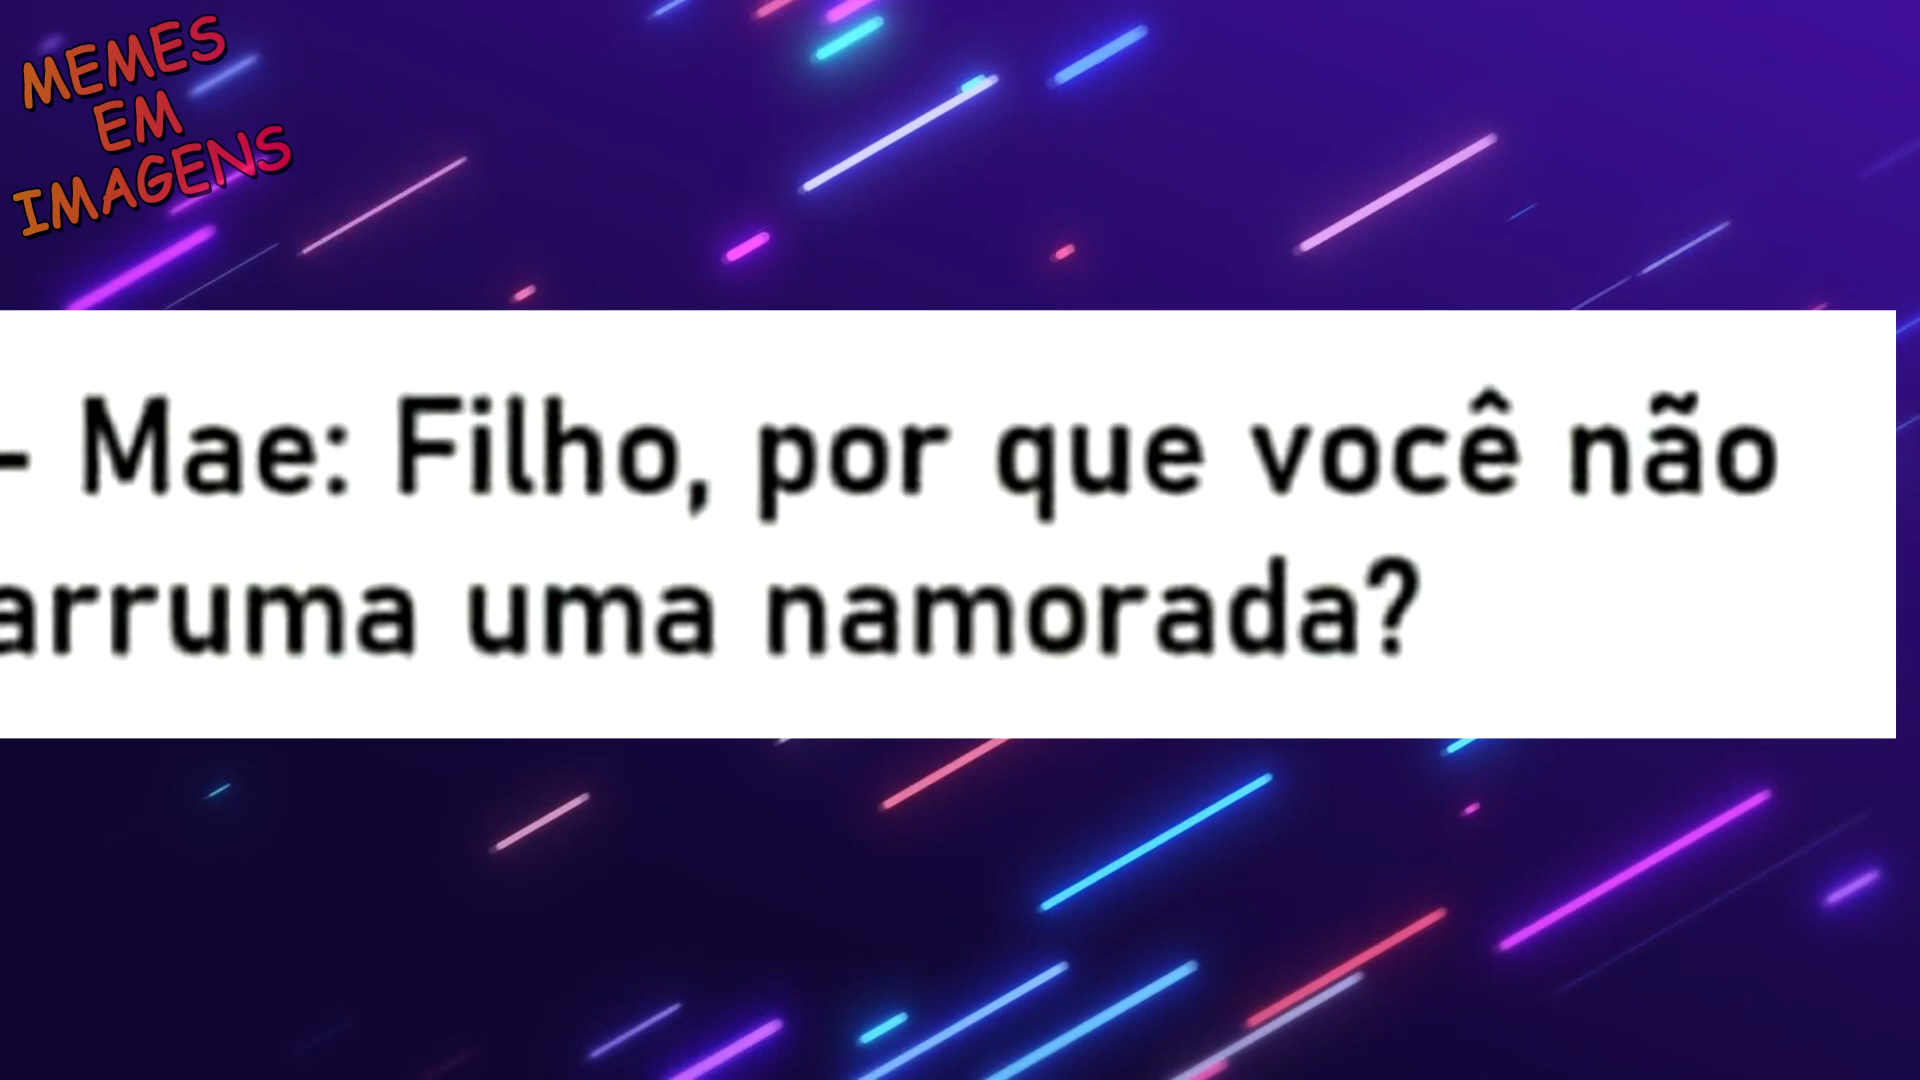 MEMES
EM
IMAGENS
- Mae: Filho, por que você não
arruma uma namorada?